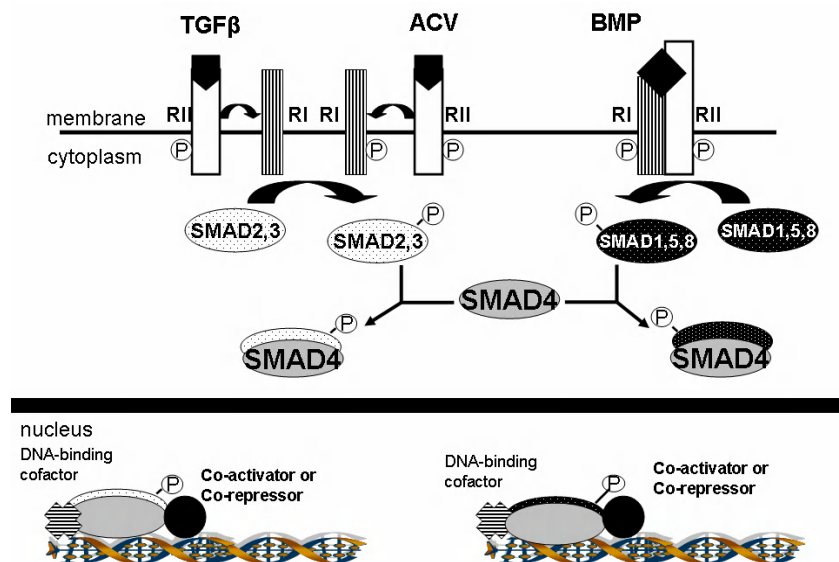 TGFβ ACV BMP
membrane RII RI RI RII RI RII
P P P P P
cytoplasm
P P
SMAD2,3 SMAD2,3 SMAD1,5,8 SMAD1,5,8
SMAD4
P P
SMAD4 SMAD4
nucleus
DNA-binding
cofactor
P
Co-activator or
Co-repressor
DNA-binding
cofactor
P
Co-activator or
Co-repressor